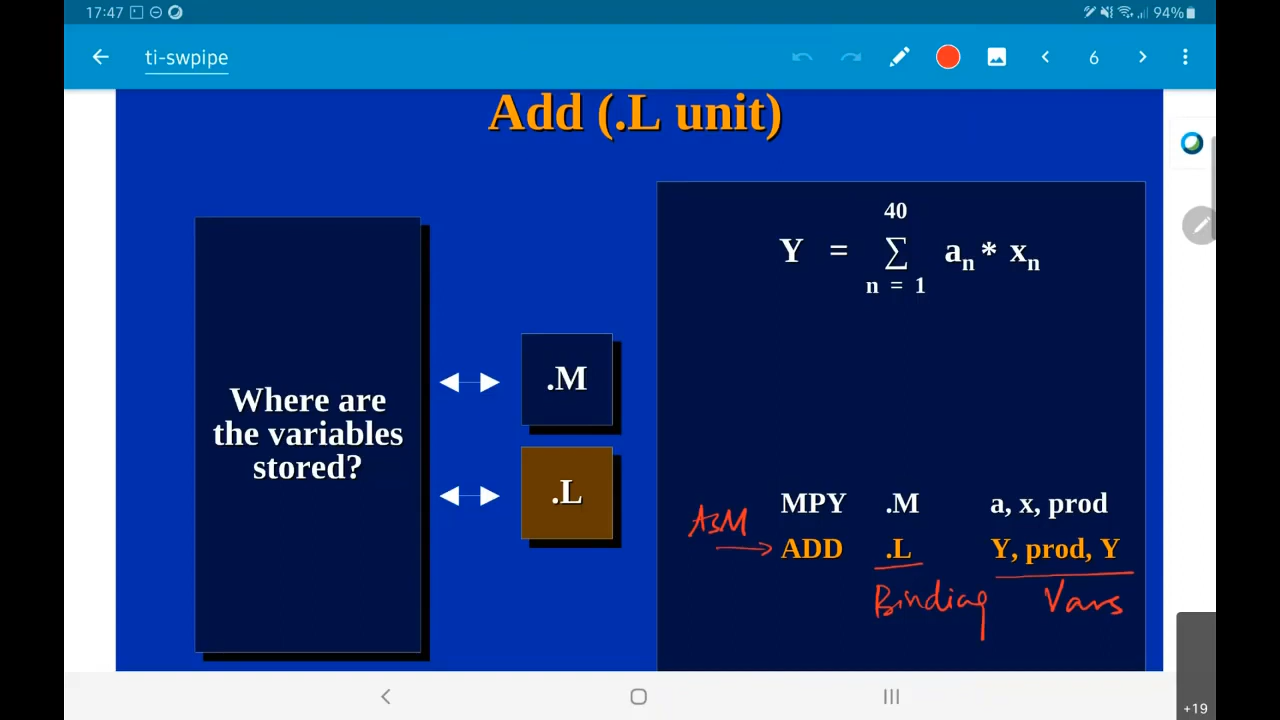 17:47
94%
ti-swpipe
6
Add (.L unit)
40
Y = ∑ aₙ * xₙ
n = 1
Where are
the variables
stored?
.M
.L
MPY .M a, x, prod
ASM
ADD .L Y, prod, Y
Binding Vars
+19